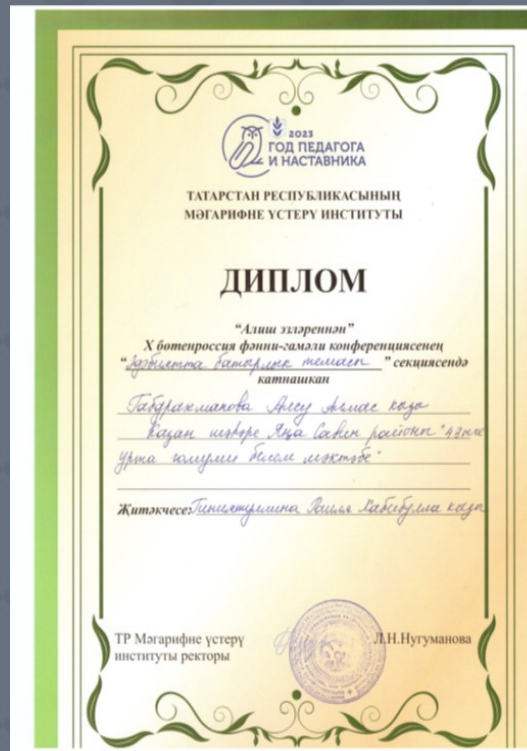 2023
ГОД ПЕДАГОГА
И НАСТАВНИКА
ТАТАРСТАН РЕСПУБЛИКАСЫНЫҢ
МӘГАРИФНЕ ҮСТЕРҮ ИНСТИТУТЫ
ДИПЛОМ
“Алиш эзләреннән”
X бөтенроссия фәнни-гамәли конференциясенең
“Әдәбиятта батырлык темасы” секциясендә
катнашкан
Габдрахманова Алсу Алмас кызы
Казан шәһәре Яңа Савин районы "43нче
урта гомуми белем мәктәбе"
Җитәкчесе: Раиля Хабибулла кызы
ТР Мәгарифне үстерү
институты ректоры
Л.Н.Нугуманова